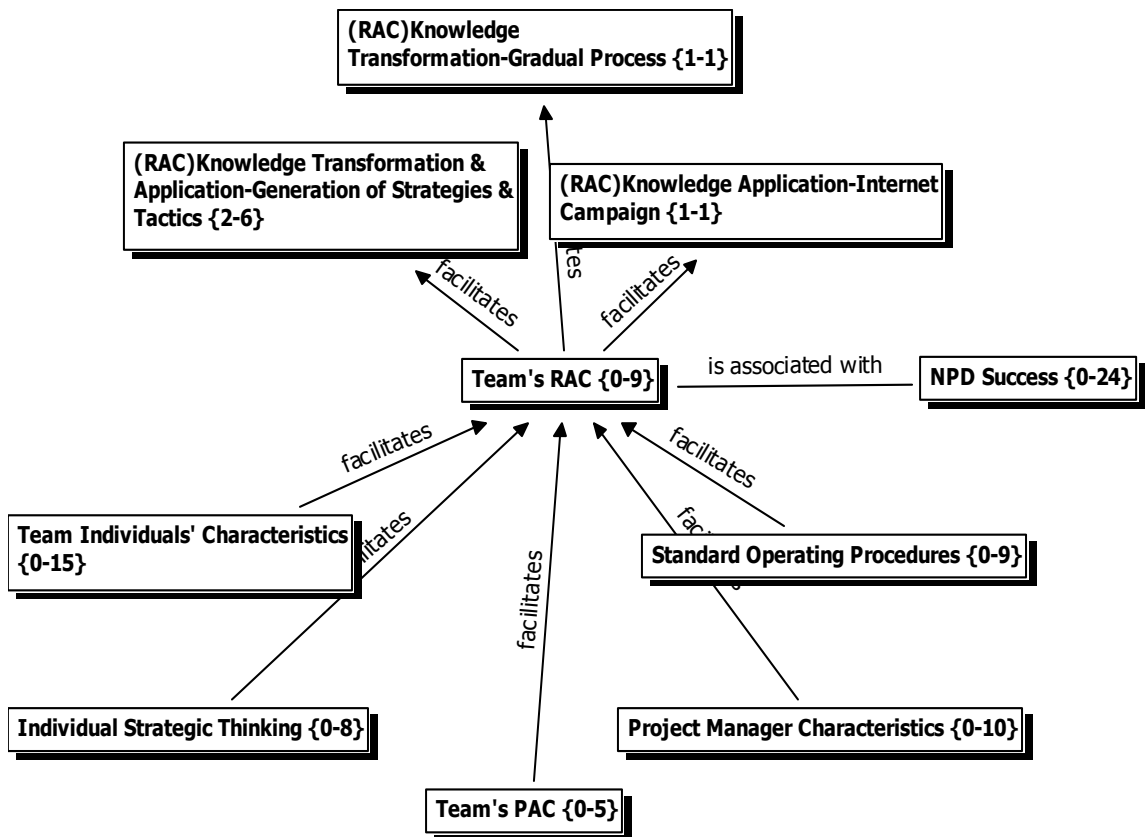 (RAC)Knowledge
Transformation-Gradual Process {1-1}
(RAC)Knowledge Transformation &
Application-Generation of Strategies &
Tactics {2-6}
(RAC)Knowledge Application-Internet
Campaign {1-1}
facilitates
facilitates
Team's RAC {0-9}
is associated with
NPD Success {0-24}
facilitates
facilitates
Team Individuals' Characteristics
{0-15}
Standard Operating Procedures {0-9}
facilitates
Individual Strategic Thinking {0-8}
Project Manager Characteristics {0-10}
Team's PAC {0-5}